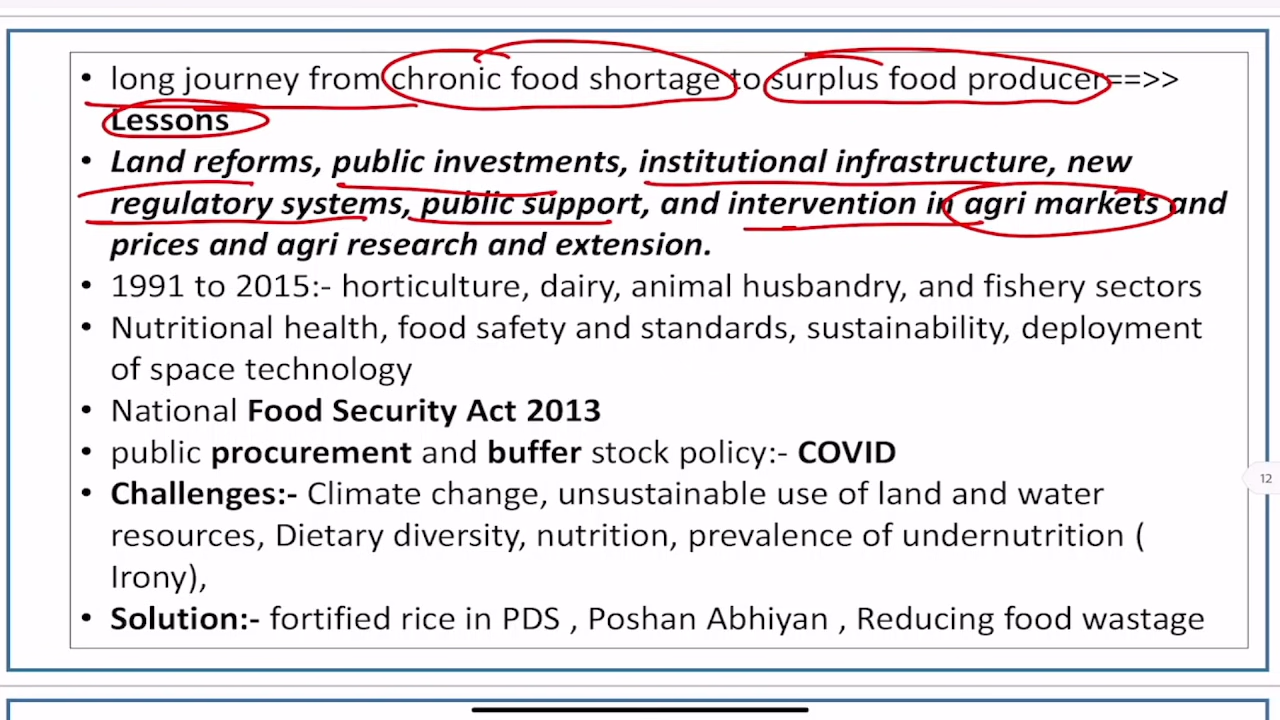 • long journey from chronic food shortage to surplus food producer==>>
Lessons
• Land reforms, public investments, institutional infrastructure, new
regulatory systems, public support, and intervention in agri markets and
prices and agri research and extension.
• 1991 to 2015:- horticulture, dairy, animal husbandry, and fishery sectors
• Nutritional health, food safety and standards, sustainability, deployment
of space technology
• National Food Security Act 2013
• public procurement and buffer stock policy:- COVID
• Challenges:- Climate change, unsustainable use of land and water
resources, Dietary diversity, nutrition, prevalence of undernutrition (
Irony),
• Solution:- fortified rice in PDS , Poshan Abhiyan , Reducing food wastage
12